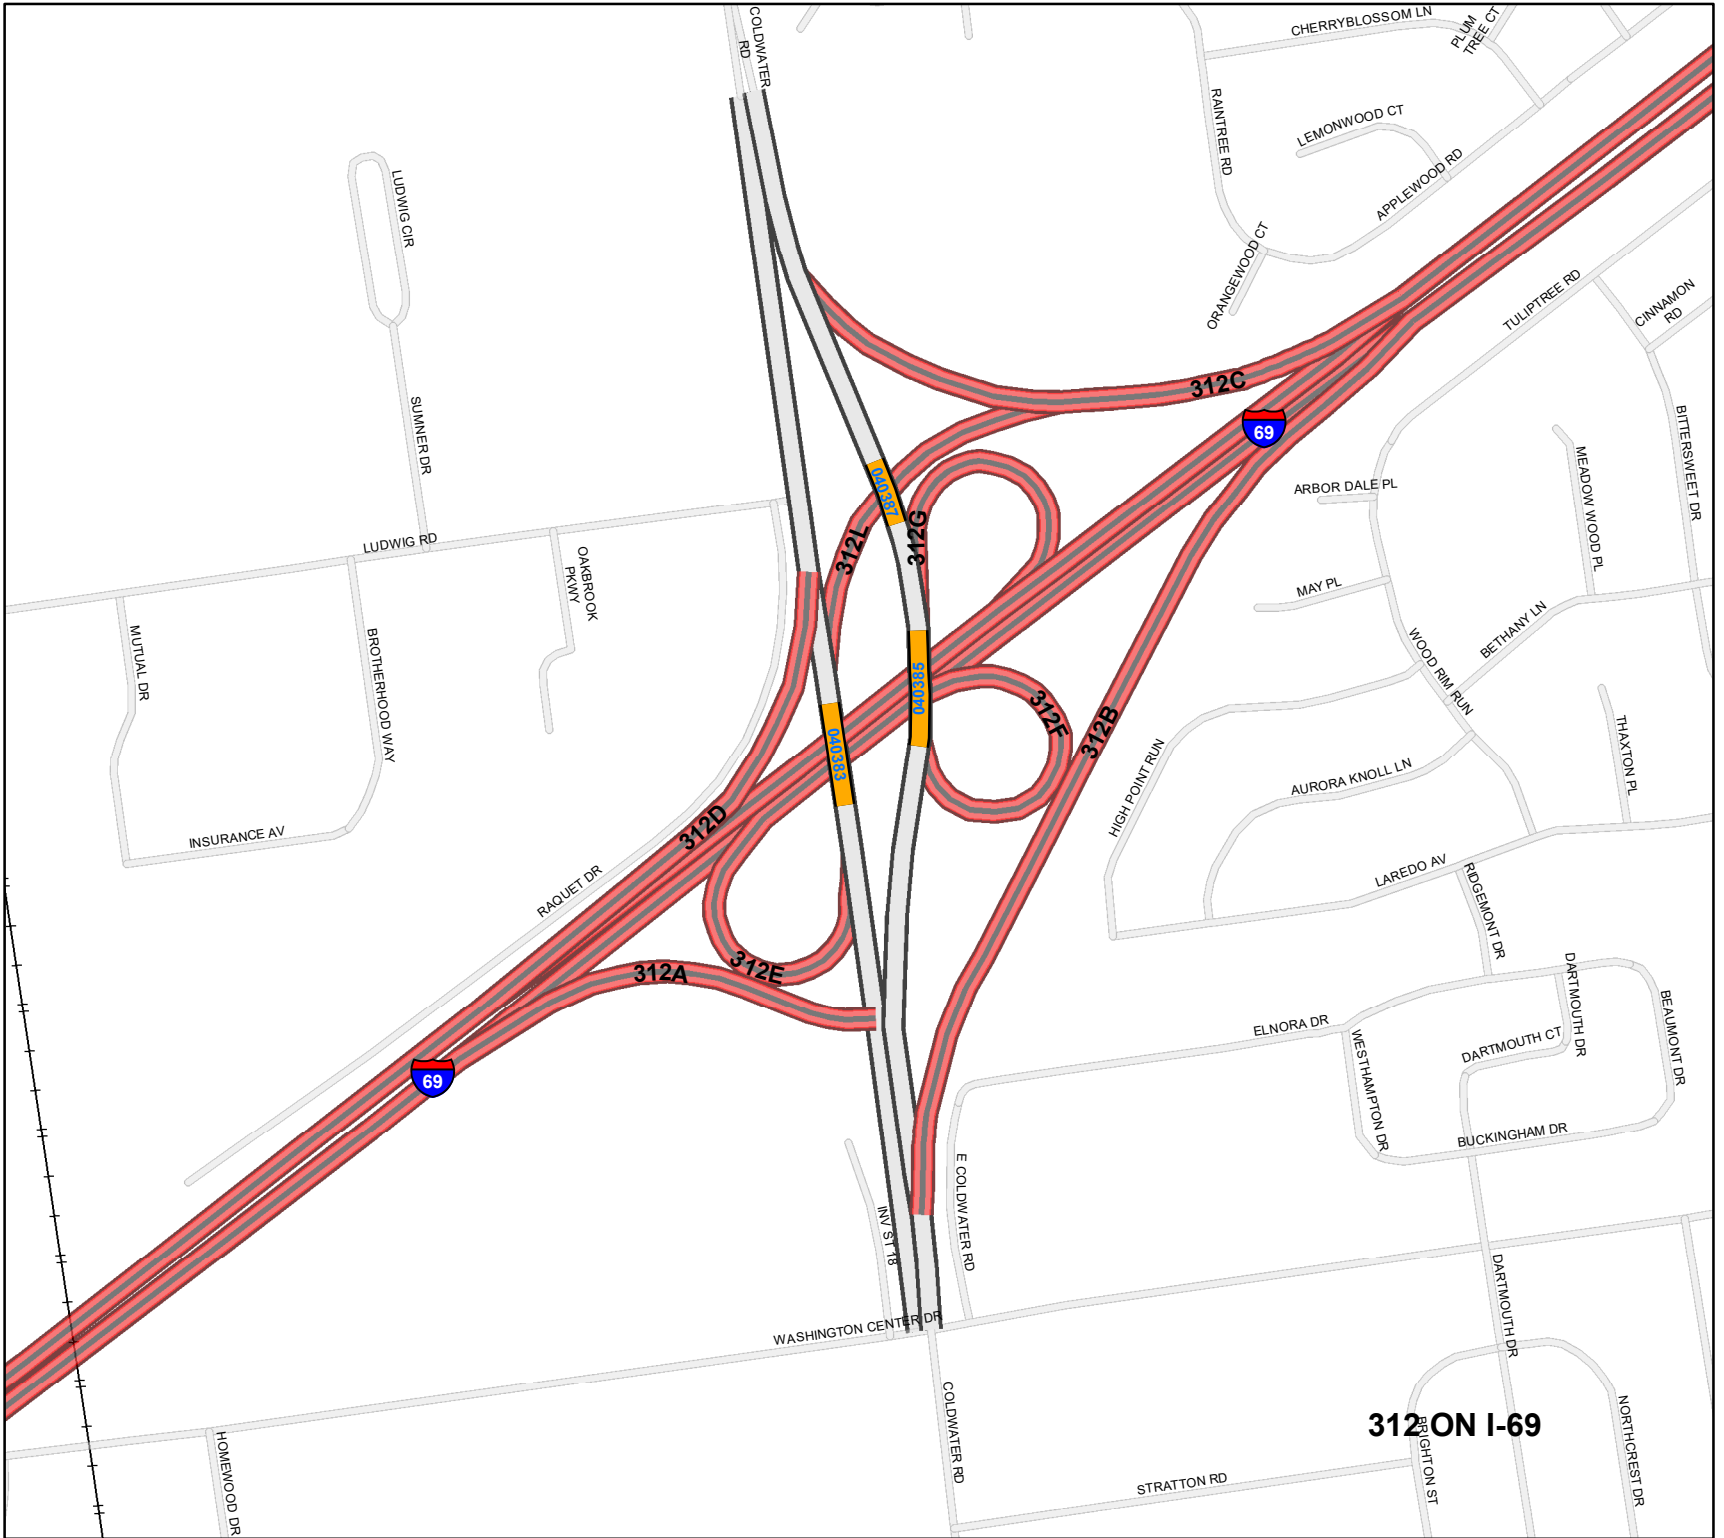 COLDWATER
RD
CHERRYBLOSSOM LN
PLUM
TREE CT
RAINTREE RD
LEMONWOOD CT
APPLEWOOD RD
ORANGEWOOD CT
LUDWIG CIR
TULIPTREE RD
CINNAMON
RD
SUMNER DR
312C
69
BITTERSWEET DR
MEADOW WOOD PL
ARBOR DALE PL
040387
312L
312G
LUDWIG RD
OAKBROOK
PKWY
MAY PL
BETHANY LN
WOOD RIM RUN
MUTUAL DR
BROTHERHOOD WAY
040385
312F
312B
040383
THAXTON PL
HIGH POINT RUN
AURORA KNOLL LN
INSURANCE AV
312D
RAQUET DR
LAREDO AV
RIDGEMONT DR
312E
312A
DARTMOUTH DR
BEAUMONT DR
ELNORA DR
WESTHAMPTON DR
DARTMOUTH CT
69
BUCKINGHAM DR
E COLDWATER RD
INV ST 18
DARTMOUTH DR
WASHINGTON CENTER DR
COLDWATER RD
312 ON I-69
BRIGHTON ST
NORTHCREST DR
HOMEWOOD DR
STRATTON RD